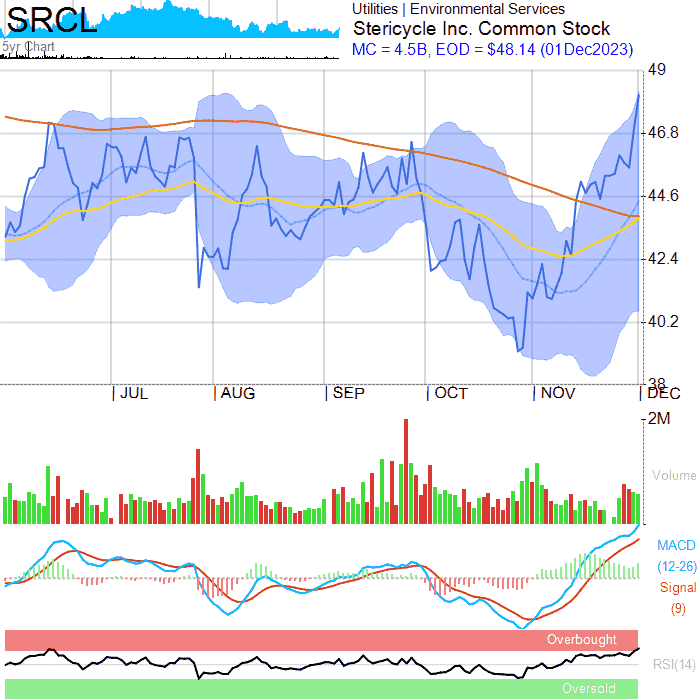 SRCL
5yr Chart
Utilities | Environmental Services
Stericycle Inc. Common Stock
MC = 4.5B, EOD = $48.14 (01Dec2023)
49
46.8
44.6
42.4
40.2
38
| JUL | AUG | SEP | OCT | NOV | DEC
2M
Volume
MACD
(12-26)
Signal
(9)
Overbought
RSI(14)
Oversold